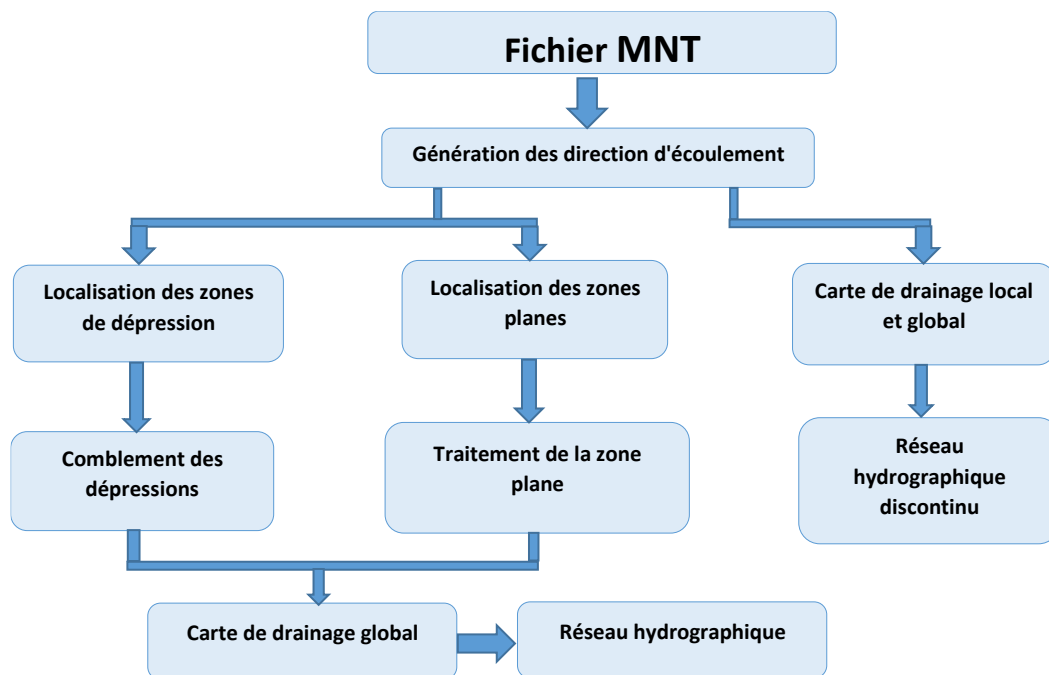 Fichier MNT
Génération des direction d'écoulement
Localisation des zones
de dépression
Localisation des zones
planes
Carte de drainage local
et global
Comblement des
dépressions
Traitement de la zone
plane
Réseau
hydrographique
discontinu
Carte de drainage global
Réseau hydrographique